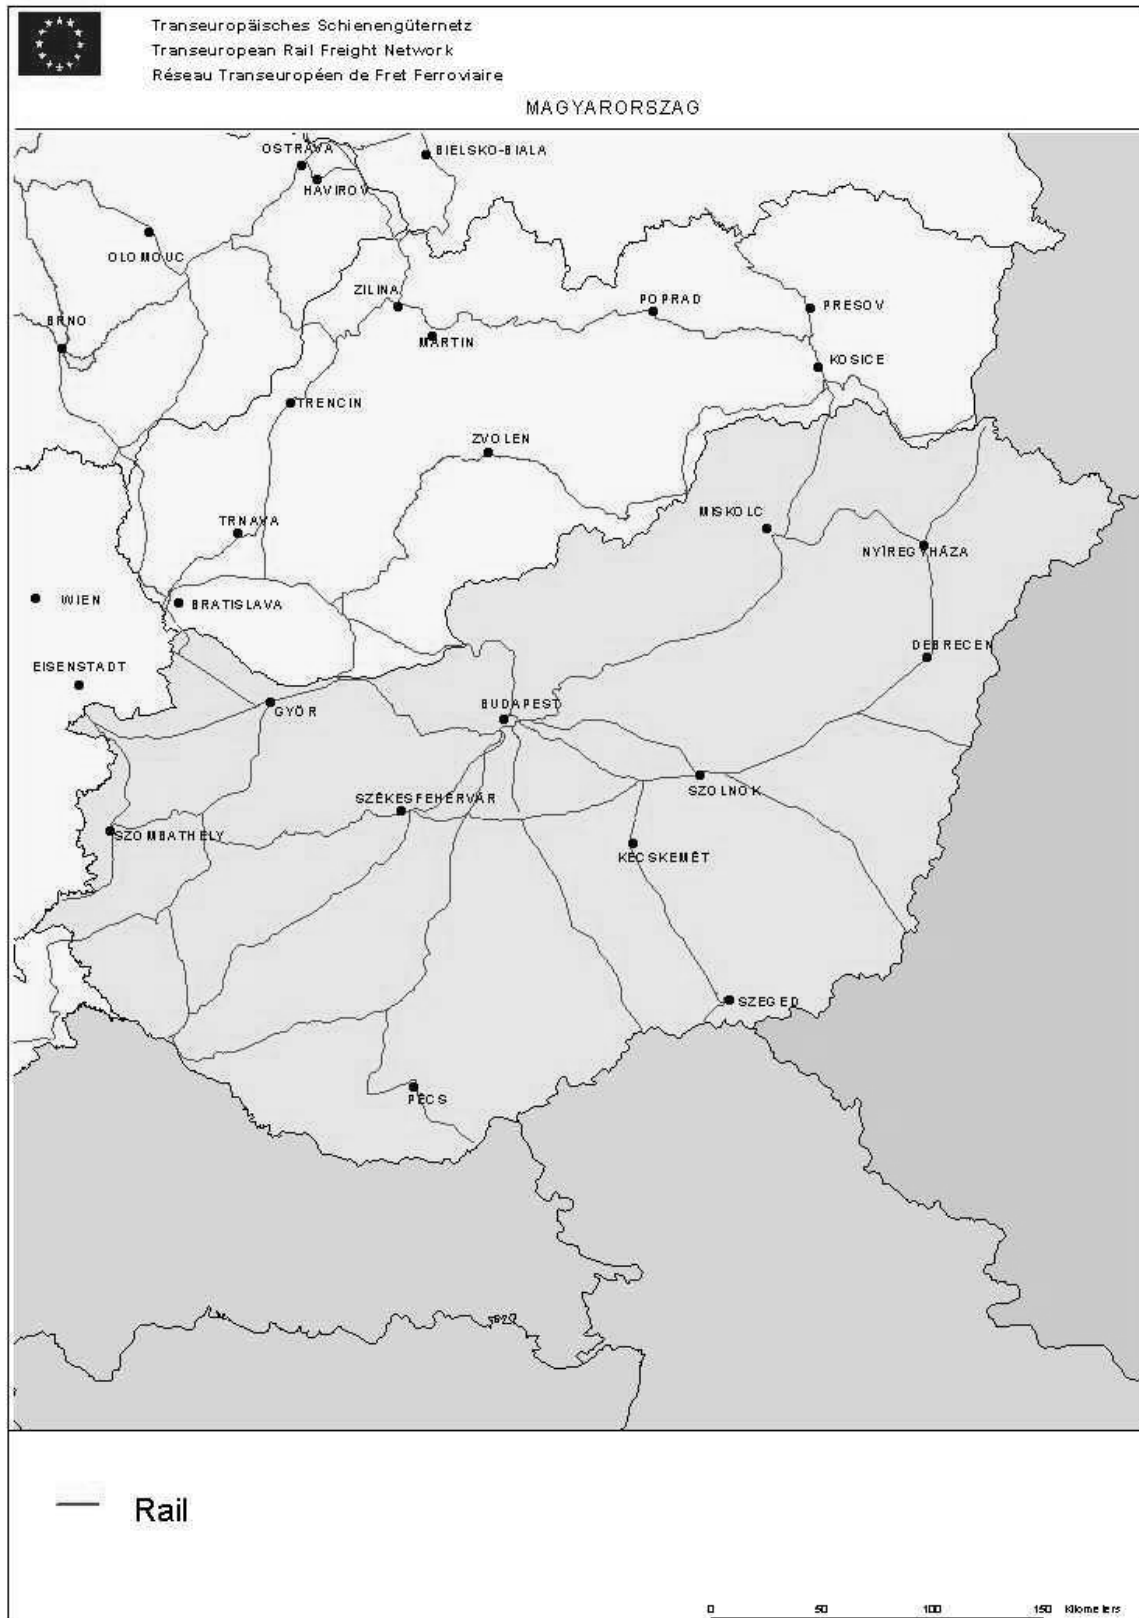 Transeuropäisches Schienengüternetz
Transeuropean Rail Freight Network
Réseau Transeuropéen de Fret Ferroviaire
MAGYARORSZAG
OSTRAVA
BIELSKO-BIALA
HAVIROV
OLOMOUC
ZILINA
POPRAD
PRESOV
BRNO
MARTIN
KOSICE
TRENCIN
ZVOLEN
MISKOLC
TRNAVA
NYÍREGYHÁZA
WIEN
BRATISLAVA
DEBRECEN
EISENSTADT
BUDAPEST
GYÖR
SZOLNOK
SZÉKESFEHÉRVÁR
SZOMBATHELY
KECSKEMÉT
SZEGED
PECS
Rail
0 50 100 150 Kilometers